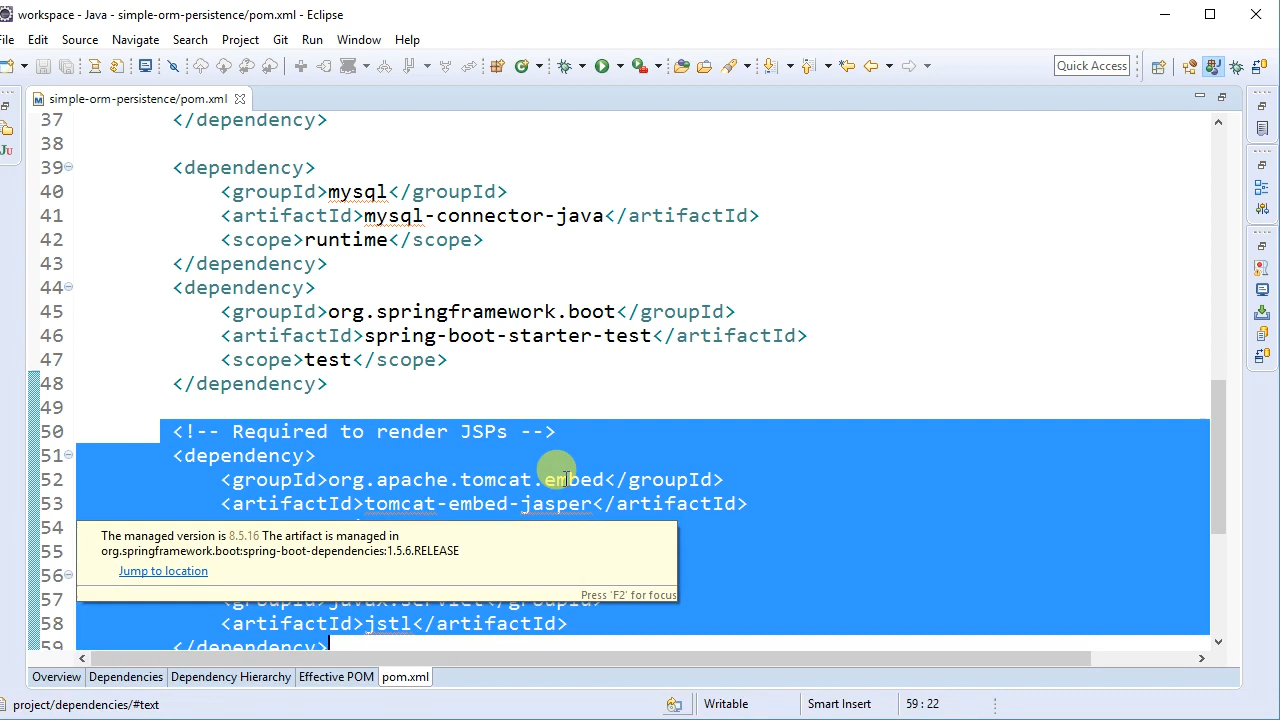 workspace - Java - simple-orm-persistence/pom.xml - Eclipse
File Edit Source Navigate Search Project Git Run Window Help
Quick Access
simple-orm-persistence/pom.xml
37 </dependency>
38
39 <dependency>
40 <groupId>mysql</groupId>
41 <artifactId>mysql-connector-java</artifactId>
42 <scope>runtime</scope>
43 </dependency>
44 <dependency>
45 <groupId>org.springframework.boot</groupId>
46 <artifactId>spring-boot-starter-test</artifactId>
47 <scope>test</scope>
48 </dependency>
49
50 <!-- Required to render JSPs -->
51 <dependency>
52 <groupId>org.apache.tomcat.embed</groupId>
53 <artifactId>tomcat-embed-jasper</artifactId>
54
The managed version is 8.5.16 The artifact is managed in
org.springframework.boot:spring-boot-dependencies:1.5.6.RELEASE
55
Jump to location
56
Press 'F2' for focus
57 <groupId>javax.servlet</groupId>
58 <artifactId>jstl</artifactId>
59 </dependency>
Overview Dependencies Dependency Hierarchy Effective POM pom.xml
project/dependencies/#text Writable Smart Insert 59 : 22